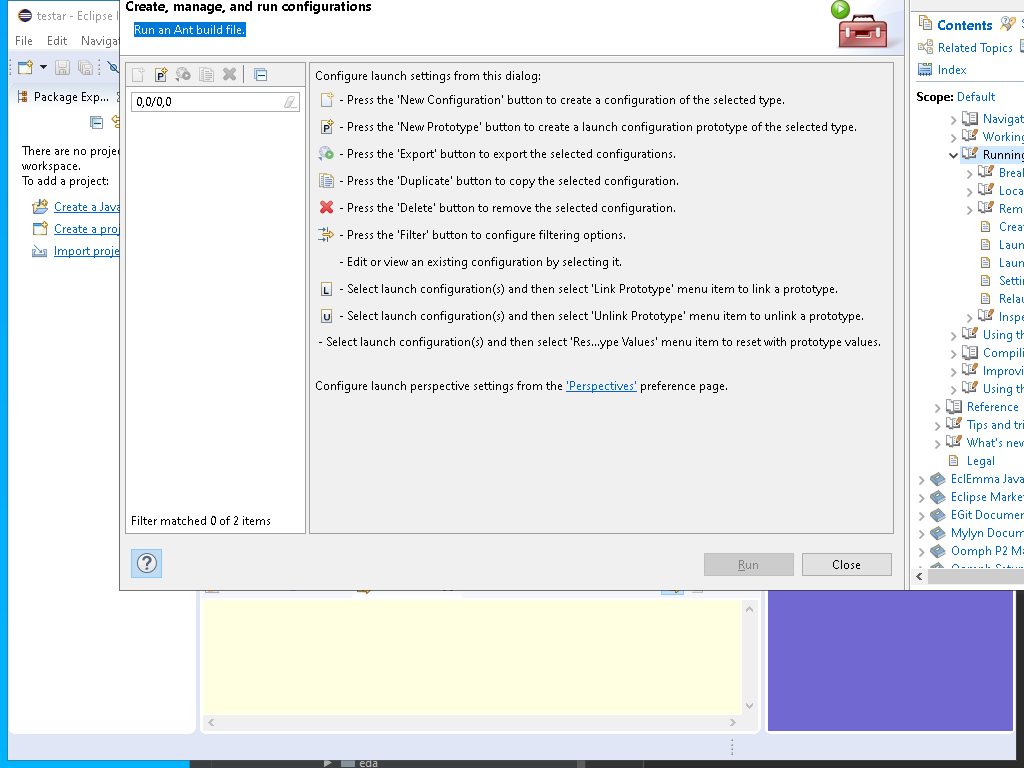 testar - Eclipse I
Create, manage, and run configurations
Run an Ant build file.
File Edit Navigat
Package Exp...
There are no proje
workspace.
To add a project:
Create a Java
Create a proj
Import proje
0,0/0,0
Filter matched 0 of 2 items
Configure launch settings from this dialog:
- Press the 'New Configuration' button to create a configuration of the selected type.
P - Press the 'New Prototype' button to create a launch configuration prototype of the selected type.
- Press the 'Export' button to export the selected configurations.
- Press the 'Duplicate' button to copy the selected configuration.
- Press the 'Delete' button to remove the selected configuration.
- Press the 'Filter' button to configure filtering options.
- Edit or view an existing configuration by selecting it.
L - Select launch configuration(s) and then select 'Link Prototype' menu item to link a prototype.
U - Select launch configuration(s) and then select 'Unlink Prototype' menu item to unlink a prototype.
- Select launch configuration(s) and then select 'Res...ype Values' menu item to reset with prototype values.
Configure launch perspective settings from the 'Perspectives' preference page.
?
Run
Close
Contents
Related Topics
Index
Scope: Default
Navigat
Working
Running
Breal
Loca
Rem
Creat
Laun
Laun
Settin
Relau
Inspe
Using th
Compili
Improvi
Using th
Reference
Tips and tri
What's new
Legal
EclEmma Java
Eclipse Marke
EGit Documen
Mylyn Docum
Oomph P2 Ma
Oomph Setup
eda